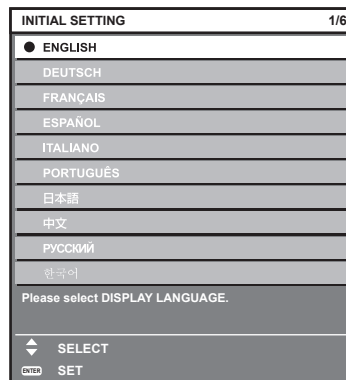 INITIAL SETTING 1/6
ENGLISH
DEUTSCH
FRANÇAIS
ESPAÑOL
ITALIANO
PORTUGUÊS
日本語
中文
РУССКИЙ
한국어
Please select DISPLAY LANGUAGE.
SELECT
ENTER SET